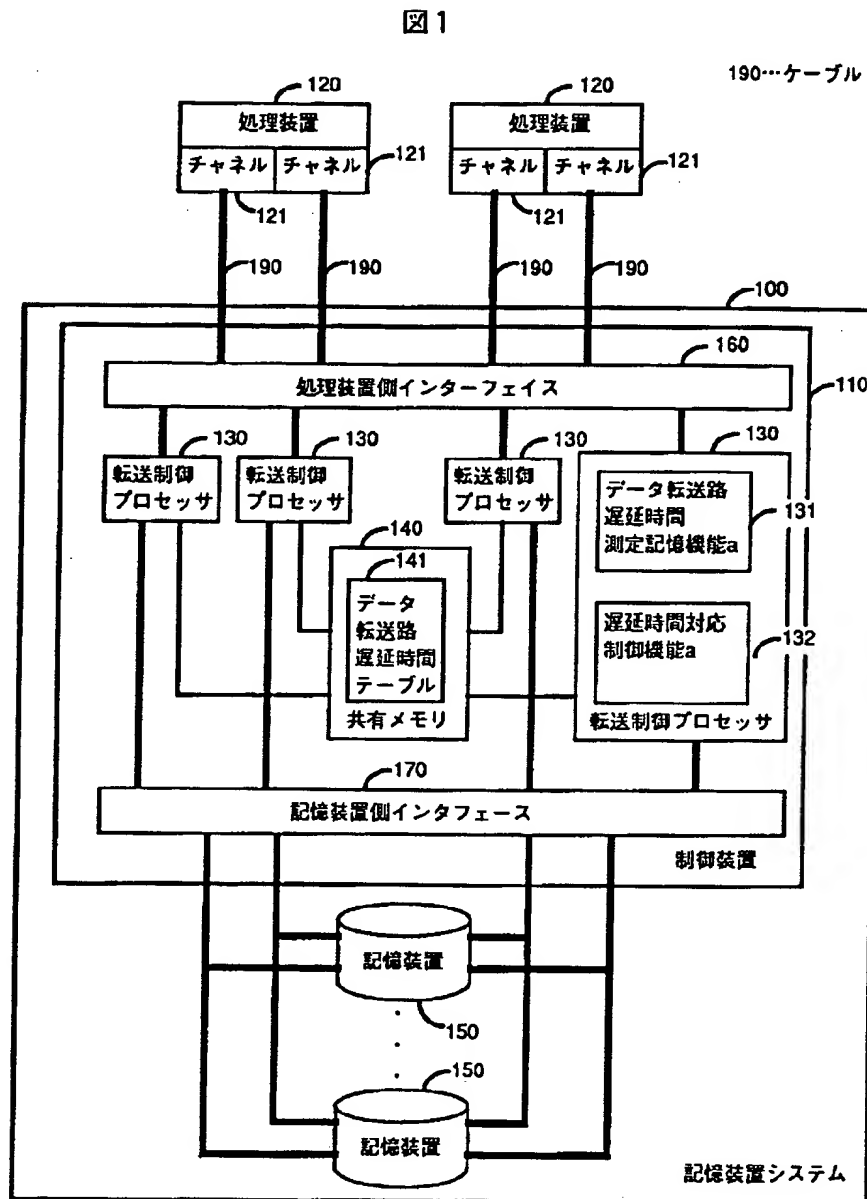 図1
190…ケーブル
120
120
処理装置
処理装置
チャネル
チャネル
121
チャネル
チャネル
121
121
121
190
190
190
190
100
160
処理装置側インターフェイス
110
130
130
130
130
転送制御
プロセッサ
転送制御
プロセッサ
転送制御
プロセッサ
データ転送路
遅延時間
測定記憶機能a
131
140
141
データ
転送路
遅延時間
テーブル
共有メモリ
遅延時間対応
制御機能a
132
転送制御プロセッサ
170
記憶装置側インタフェース
制御装置
記憶装置
150
150
記憶装置
記憶装置システム